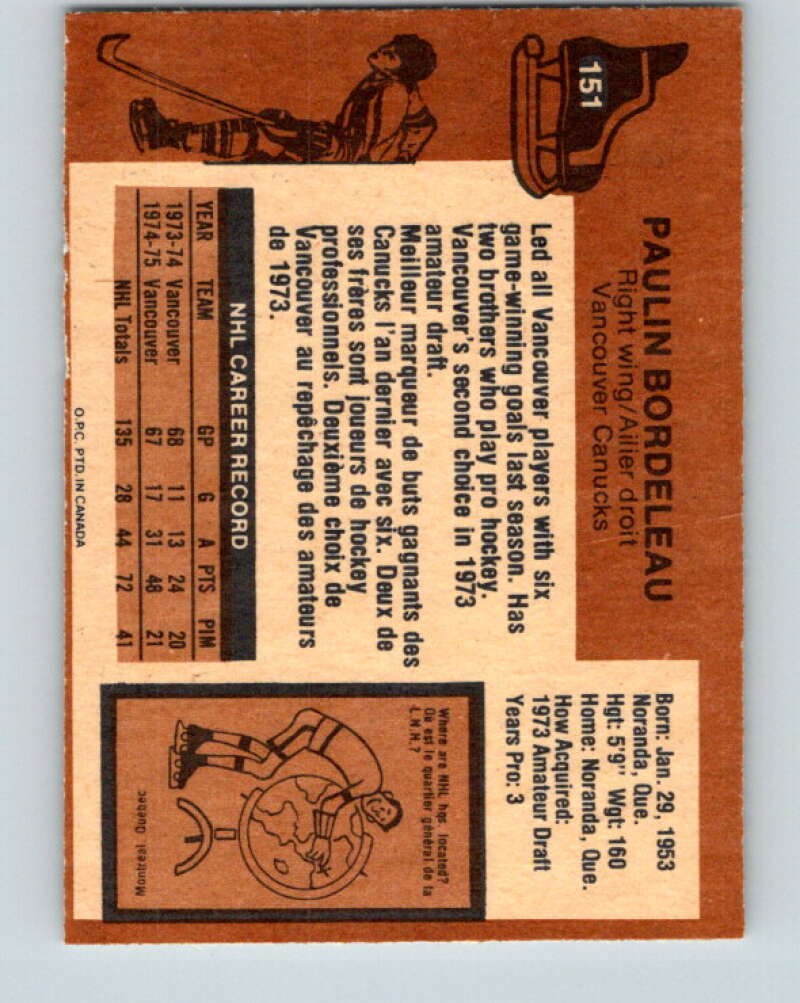 151
PAULIN BORDELEAU
Right wing/Ailier droit
Vancouver Canucks
Born: Jan. 29, 1953
Noranda, Que.
Hgt: 5'9" Wgt: 160
Home: Noranda, Que.
How Acquired:
1973 Amateur Draft
Years Pro: 3
Led all Vancouver players with six
game-winning goals last season. Has
two brothers who play pro hockey.
Vancouver's second choice in 1973
amateur draft.
Meilleur marqueur de buts gagnants des
Canucks l'an dernier avec six. Deux de
ses frères sont joueurs de hockey
professionnels. Deuxième choix de
Vancouver au repêchage des amateurs
de 1973.
NHL CAREER RECORD
YEAR TEAM GP G A PTS PIM
1973-74 Vancouver 68 11 13 24 20
1974-75 Vancouver 67 17 31 48 21
NHL Totals 135 28 44 72 41
Where are NHL hqs. located?
Où est le quartier général de la
L.N.H.?
Montreal Québec
O.P.C. PTD. IN CANADA